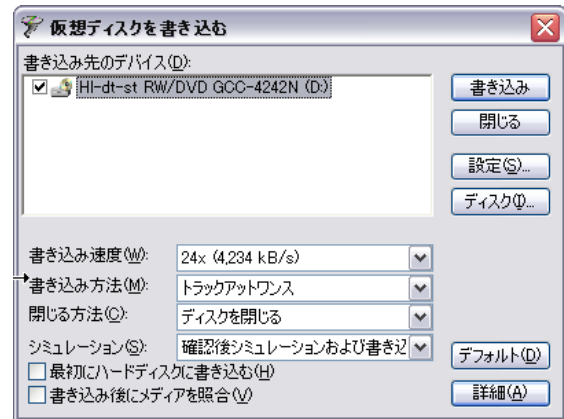 仮想ディスクを書き込む
書き込み先のデバイス(D):
HI-dt-st RW/DVD GCC-4242N (D:)
書き込み
閉じる
設定(S)...
ディスク(I)...
書き込み速度(W): 24x (4,234 kB/s)
書き込み方法(M): トラックアットワンス
閉じる方法(C): ディスクを閉じる
シミュレーション(S): 確認後シミュレーションおよび書き込
デフォルト(D)
最初にハードディスクに書き込む(H)
書き込み後にメディアを照合(V)
詳細(A)